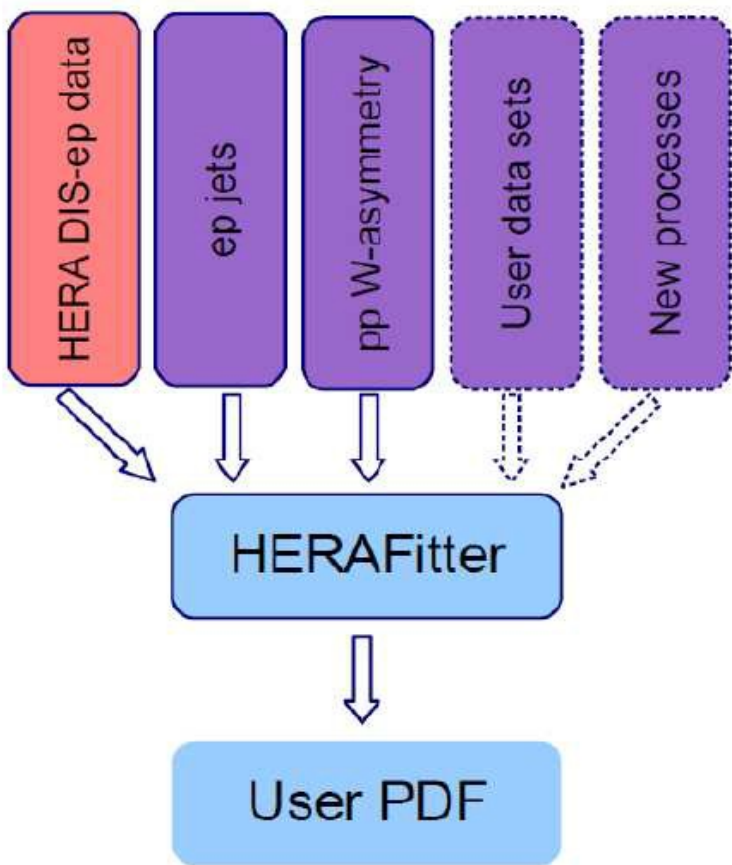 HERA DIS-ep data
ep jets
pp W-asymmetry
User data sets
New processes
HERAFitter
User PDF